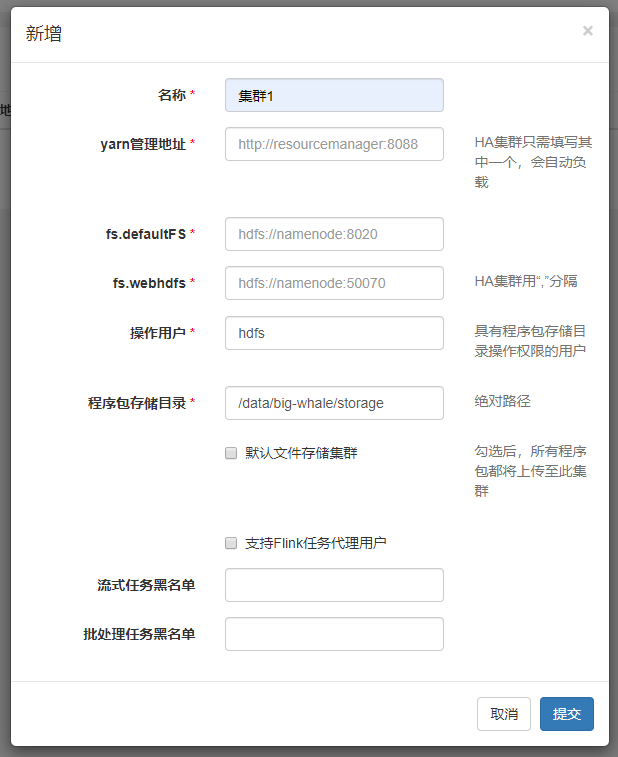 新增
×
地
名称 *
集群1
yarn管理地址 *
http://resourcemanager:8088
HA集群只需填写其
中一个，会自动负
载
fs.defaultFS *
hdfs://namenode:8020
fs.webhdfs *
hdfs://namenode:50070
HA集群用“,”分隔
操作用户 *
hdfs
具有程序包存储目
录操作权限的用户
程序包存储目录 *
/data/big-whale/storage
绝对路径
默认文件存储集群
勾选后，所有程序
包都将上传至此集
群
支持Flink任务代理用户
流式任务黑名单
批处理任务黑名单
取消
提交